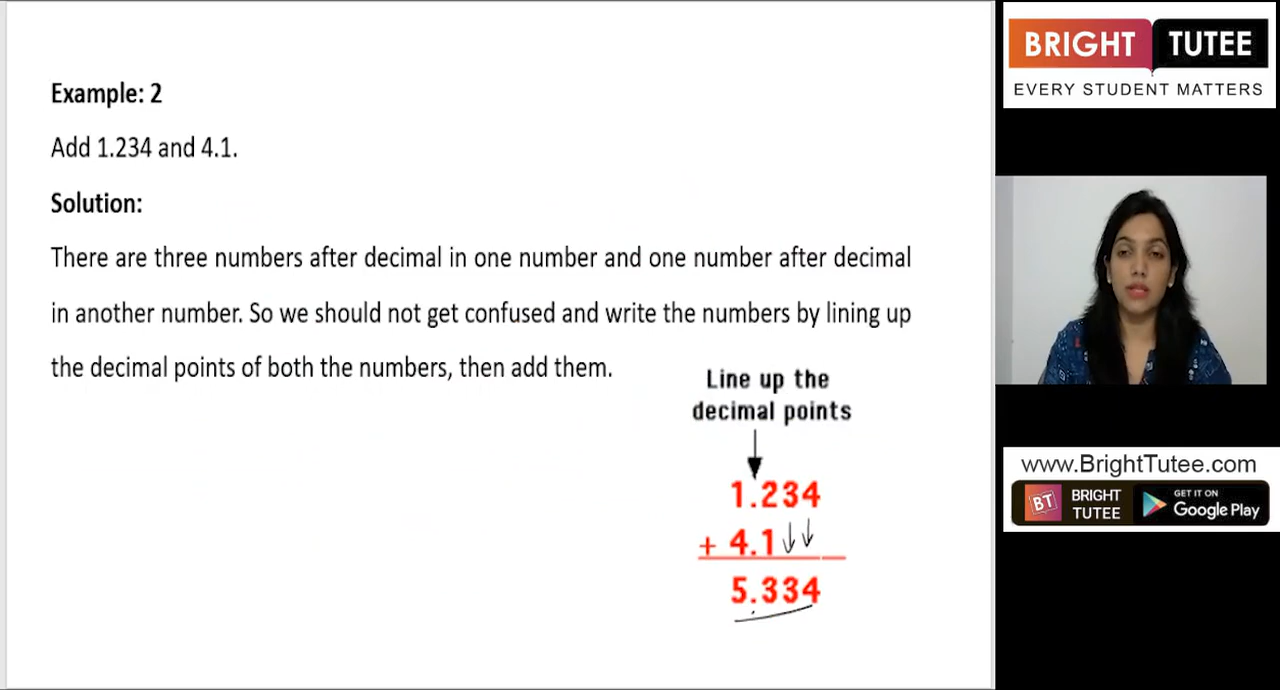 Example: 2
Add 1.234 and 4.1.
Solution:
There are three numbers after decimal in one number and one number after decimal
in another number. So we should not get confused and write the numbers by lining up
the decimal points of both the numbers, then add them.
Line up the
decimal points
1.234
+ 4.1
5.334
BRIGHT TUTEE
EVERY STUDENT MATTERS
www.BrightTutee.com
BT
BRIGHT
TUTEE
GET IT ON
Google Play